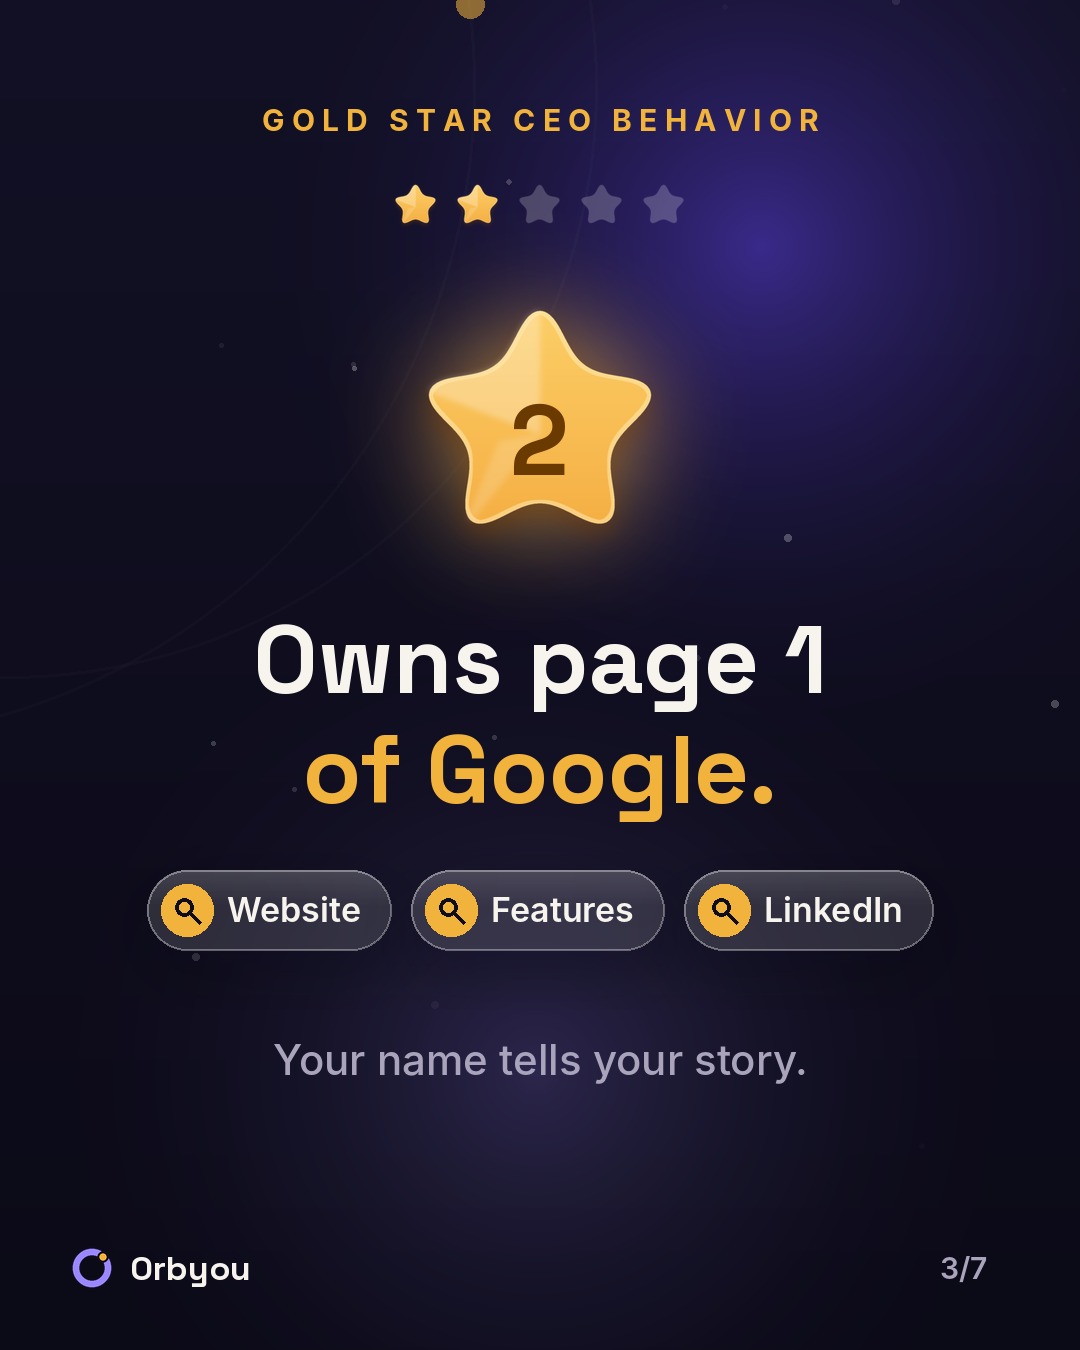 GOLD STAR CEO BEHAVIOR
2
Owns page 1
of Google.
Website Features LinkedIn
Your name tells your story.
Orbyou 3/7